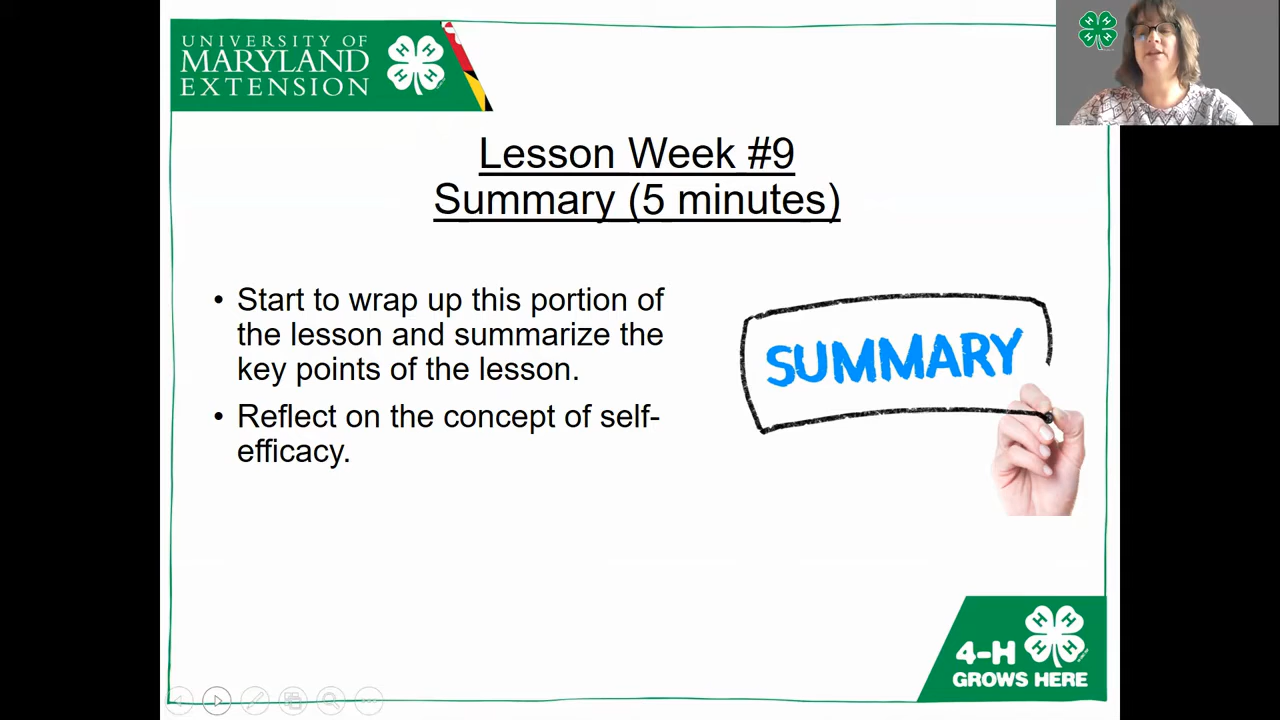 UNIVERSITY OF
MARYLAND
EXTENSION
H H
H H
Lesson Week #9
Summary (5 minutes)
• Start to wrap up this portion of
the lesson and summarize the
key points of the lesson.
• Reflect on the concept of self-
efficacy.
SUMMARY
H H
H H
4-H
GROWS HERE